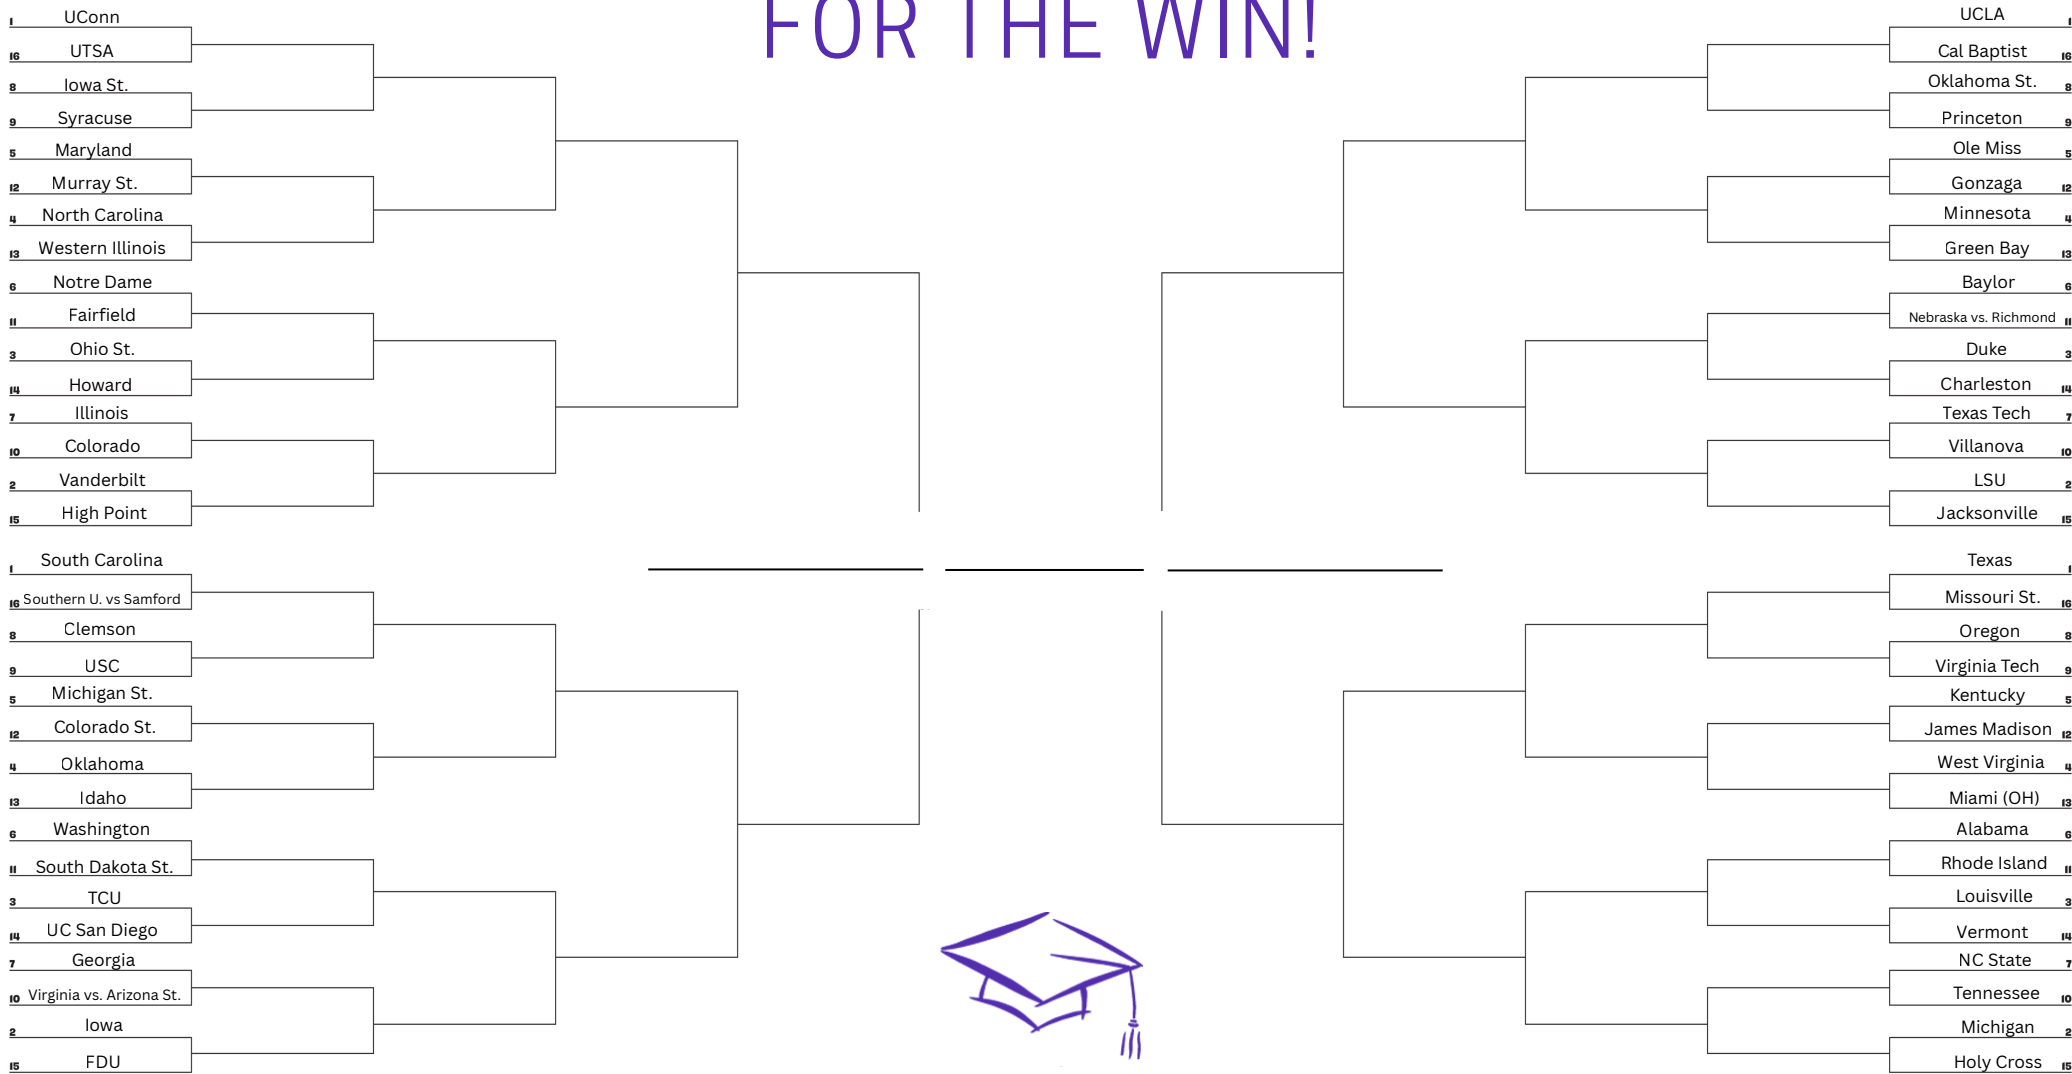 FOR THE WIN!
1 UConn
16 UTSA
8 Iowa St.
9 Syracuse
5 Maryland
12 Murray St.
4 North Carolina
13 Western Illinois
6 Notre Dame
11 Fairfield
3 Ohio St.
14 Howard
7 Illinois
10 Colorado
2 Vanderbilt
15 High Point
1 South Carolina
16 Southern U. vs Samford
8 Clemson
9 USC
5 Michigan St.
12 Colorado St.
4 Oklahoma
13 Idaho
6 Washington
11 South Dakota St.
3 TCU
14 UC San Diego
7 Georgia
10 Virginia vs. Arizona St.
2 Iowa
15 FDU
UCLA 1
Cal Baptist 16
Oklahoma St. 8
Princeton 9
Ole Miss 5
Gonzaga 12
Minnesota 4
Green Bay 13
Baylor 6
Nebraska vs. Richmond 11
Duke 3
Charleston 14
Texas Tech 7
Villanova 10
LSU 2
Jacksonville 15
Texas 1
Missouri St. 16
Oregon 8
Virginia Tech 9
Kentucky 5
James Madison 12
West Virginia 4
Miami (OH) 13
Alabama 6
Rhode Island 11
Louisville 3
Vermont 14
NC State 7
Tennessee 10
Michigan 2
Holy Cross 15